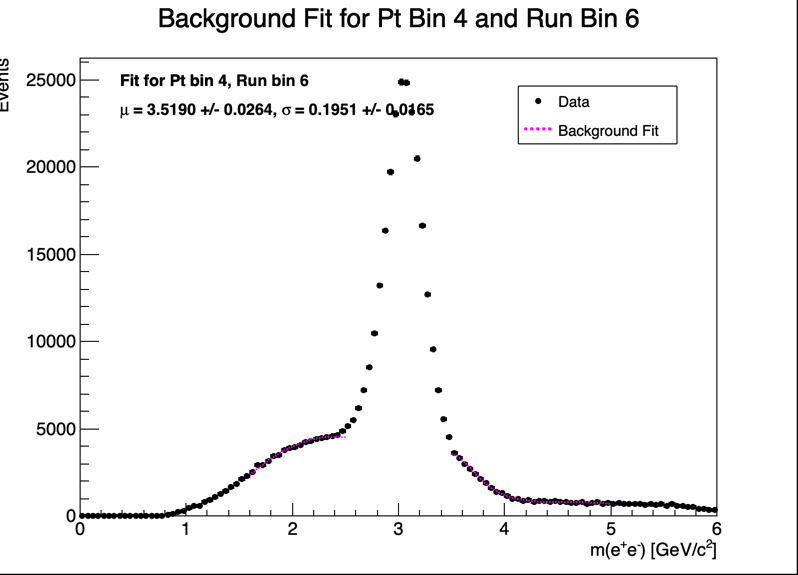 Background Fit for Pt Bin 4 and Run Bin 6
Events
25000
20000
15000
10000
5000
0
Fit for Pt bin 4, Run bin 6
μ = 3.5190 +/- 0.0264, σ = 0.1951 +/- 0.0165
Data
Background Fit
0 1 2 3 4 5 6
m(e⁺e⁻) [GeV/c²]